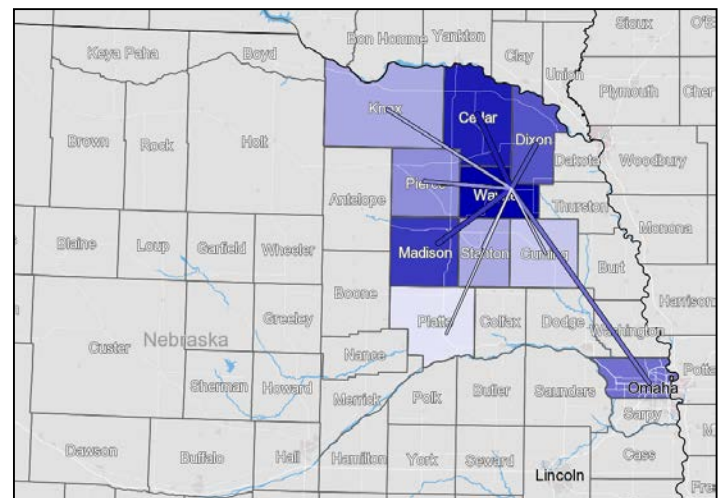 Sioux
O'B
Bon Homme
Yankton
Keya Paha
Boyd
Clay
Union
Plymouth
Cher
Knox
Cedar
Dixon
Brown
Rock
Holt
Dakota
Woodbury
Pierce
Wayne
Antelope
Thurston
Monona
Blaine
Loup
Garfield
Wheeler
Madison
Stanton
Cuming
Burt
Boone
Harrison
Greeley
Platte
Colfax
Dodge
Washington
Nebraska
Custer
Nance
Potta
Sherman
Howard
Merrick
Polk
Butler
Saunders
Omaha
Sarpy
Dawson
Buffalo
Hall
Hamilton
York
Seward
Lincoln
Cass
M
Fre